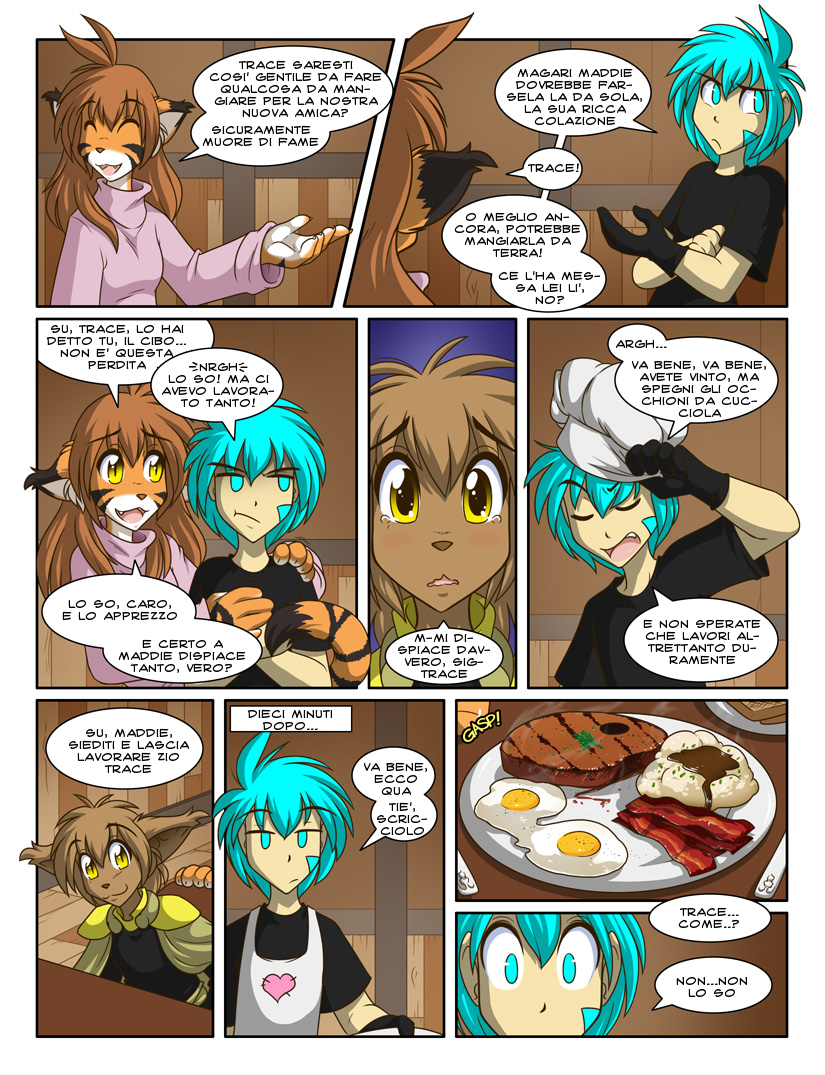 TRACE SARESTI
COSI' GENTILE DA FARE
QUALCOSA DA MAN-
GIARE PER LA NOSTRA
NUOVA AMICA?
SICURAMENTE
MUORE DI FAME
MAGARI MADDIE
DOVREBBE FAR-
SELA LA DA SOLA,
LA SUA RICCA
COLAZIONE
TRACE!
O MEGLIO AN-
CORA, POTREBBE
MANGIARLA DA
TERRA!
CE L'HA MES-
SA LEI LI',
NO?
SU, TRACE, LO HAI
DETTO TU, IL CIBO...
NON E' QUESTA
PERDITA
NRGH
LO SO! MA CI
AVEVO LAVORA-
TO TANTO!
LO SO, CARO,
E LO APPREZZO
E CERTO A
MADDIE DISPIACE
TANTO, VERO?
M-MI DI-
SPIACE DAV-
VERO, SIG-
TRACE
ARGH...
VA BENE, VA BENE,
AVETE VINTO, MA
SPEGNI GLI OC-
CHIONI DA CUC-
CIOLA
E NON SPERATE
CHE LAVORI AL-
TRETTANTO DU-
RAMENTE
SU, MADDIE,
SIEDITI E LASCIA
LAVORARE ZIO
TRACE
DIECI MINUTI
DOPO...
VA BENE,
ECCO
QUA
TIE',
SCRIC-
CIOLO
GASP!
TRACE...
COME..?
NON...NON
LO SO